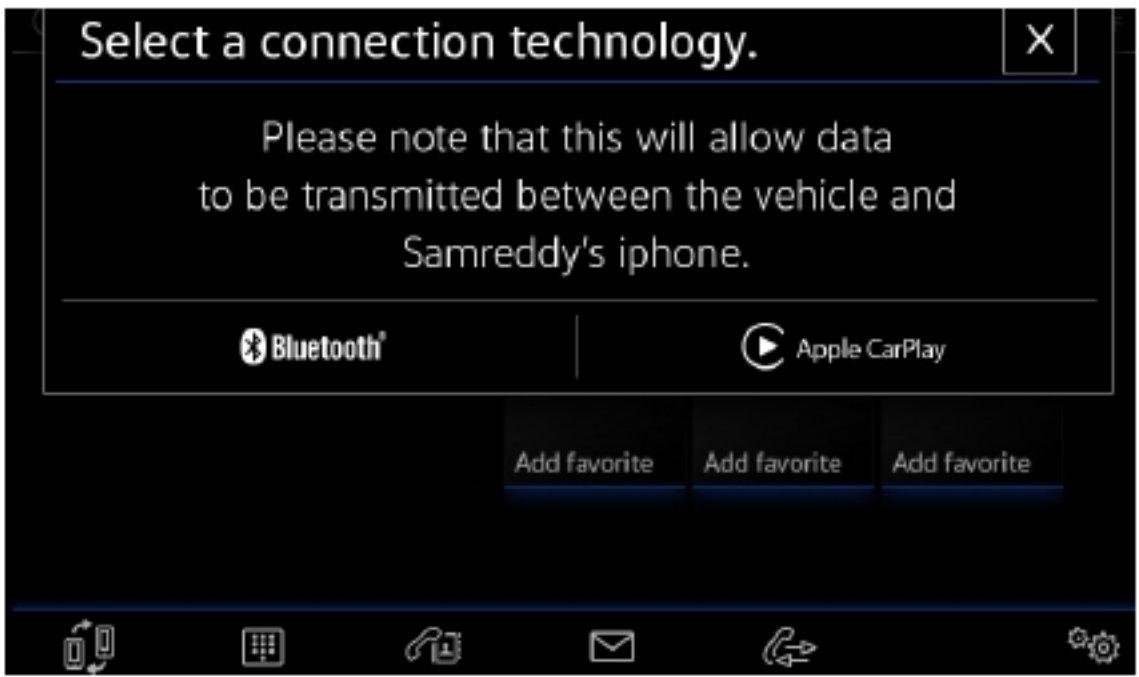 Select a connection technology.
X
Please note that this will allow data
to be transmitted between the vehicle and
Samreddy's iphone.
Bluetooth®
Apple CarPlay
Add favorite
Add favorite
Add favorite